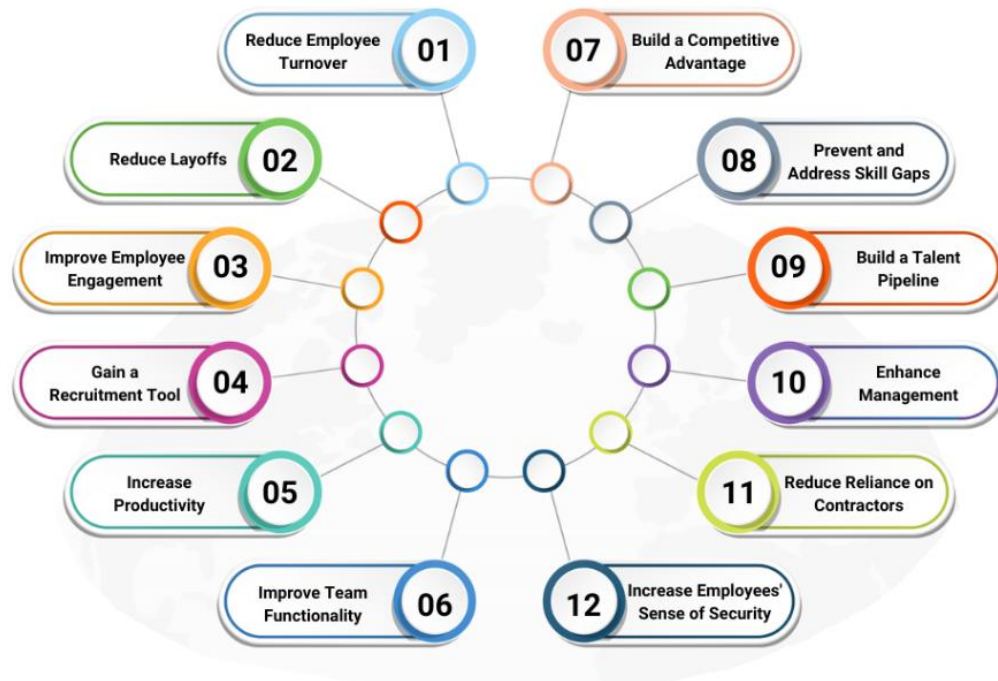 01
Reduce Employee
Turnover
02
Reduce Layoffs
03
Improve Employee
Engagement
04
Gain a
Recruitment Tool
05
Increase
Productivity
06
Improve Team
Functionality
07
Build a Competitive
Advantage
08
Prevent and
Address Skill Gaps
09
Build a Talent
Pipeline
10
Enhance
Management
11
Reduce Reliance on
Contractors
12
Increase Employees'
Sense of Security